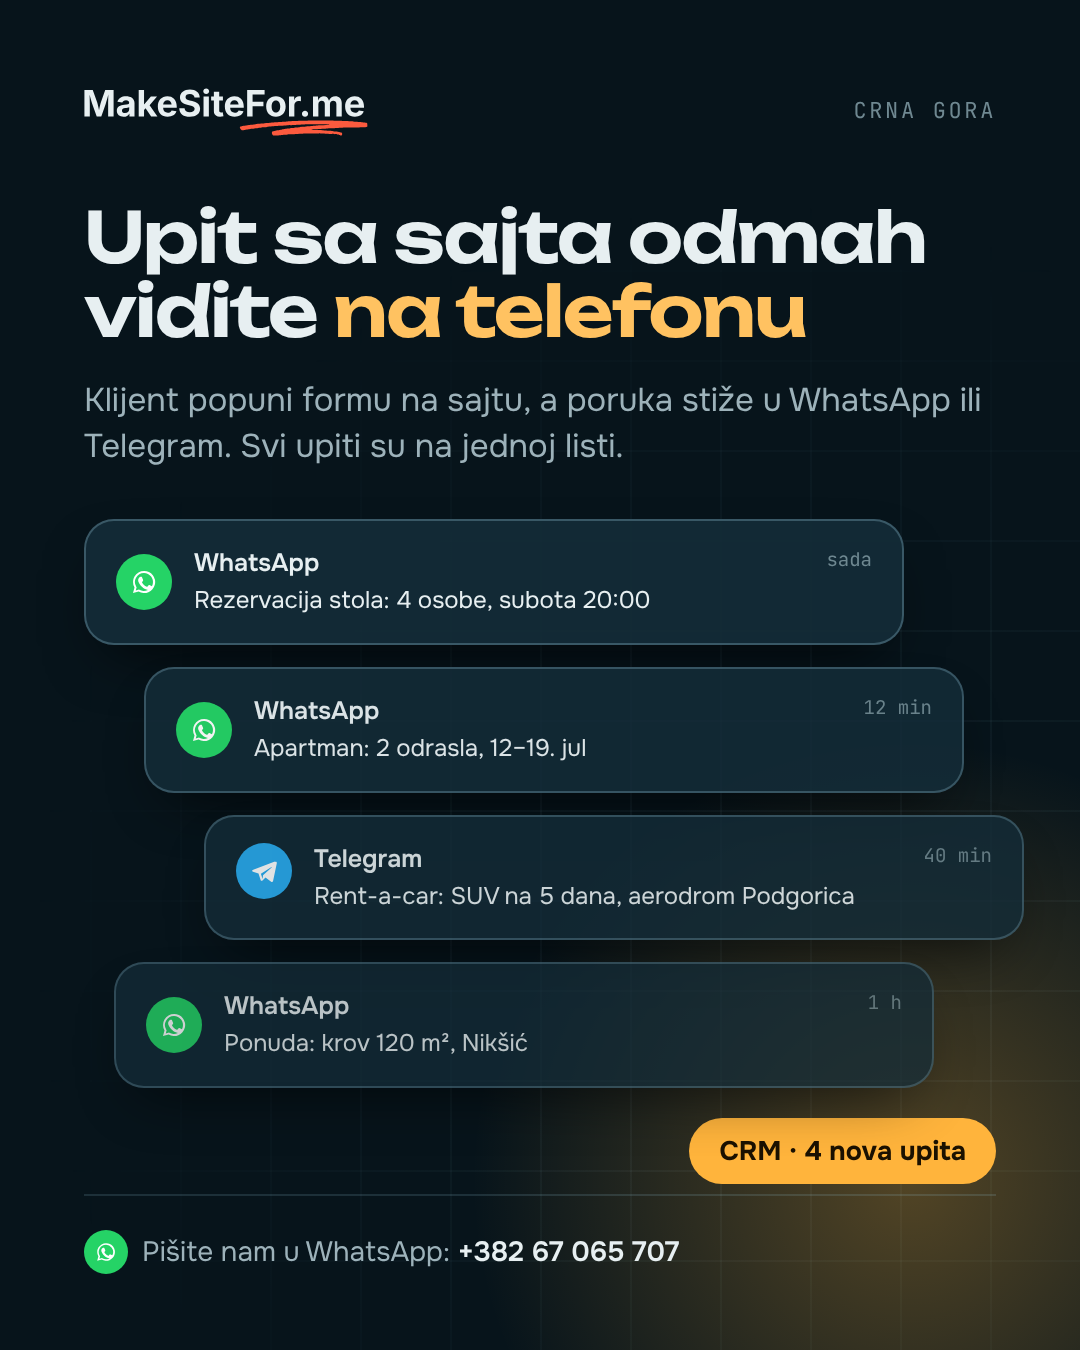 MakeSiteFor.me
CRNA GORA
Upit sa sajta odmah
vidite na telefonu
Klijent popuni formu na sajtu, a poruka stiže u WhatsApp ili
Telegram. Svi upiti su na jednoj listi.
WhatsApp
sada
Rezervacija stola: 4 osobe, subota 20:00
WhatsApp
12 min
Apartman: 2 odrasla, 12–19. jul
Telegram
40 min
Rent-a-car: SUV na 5 dana, aerodrom Podgorica
WhatsApp
1 h
Ponuda: krov 120 m², Nikšić
CRM · 4 nova upita
Pišite nam u WhatsApp: +382 67 065 707